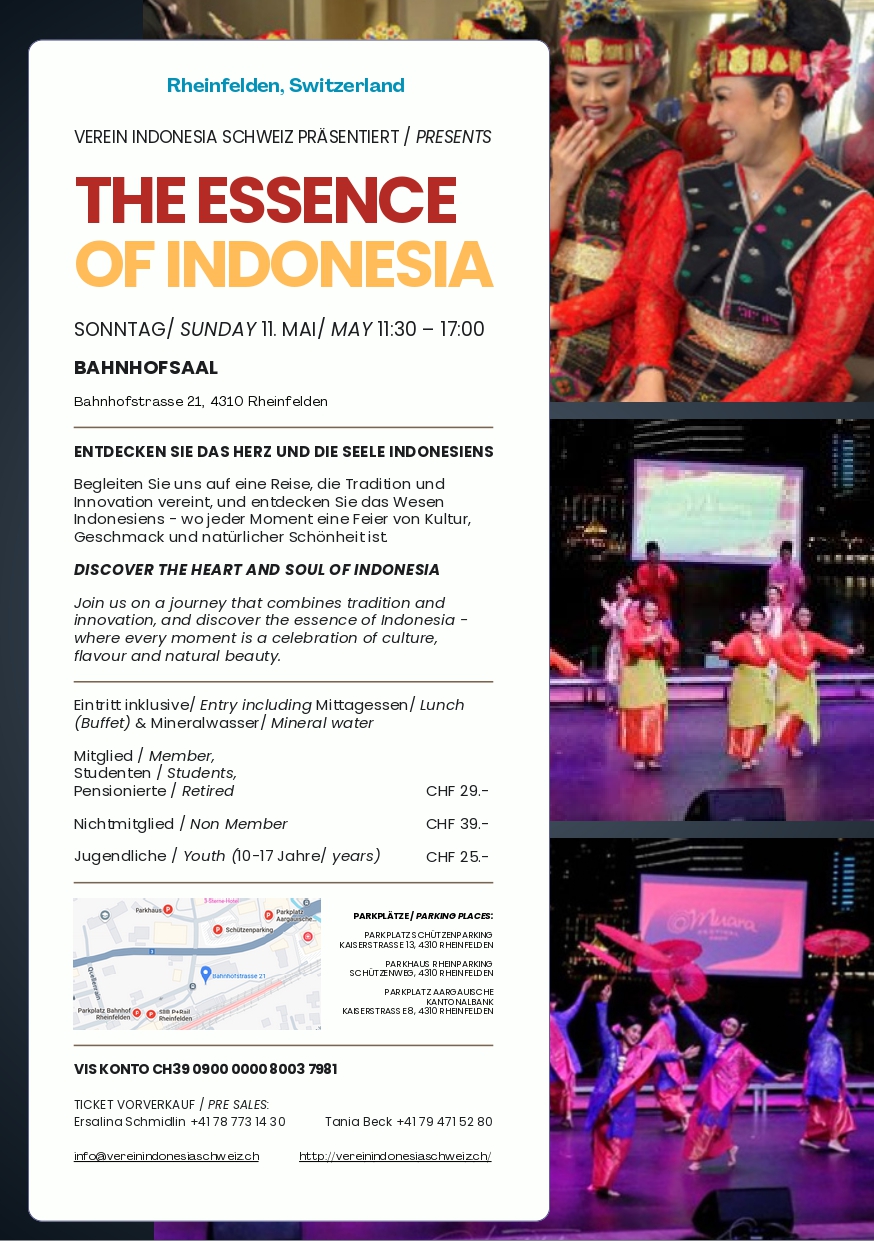 Rheinfelden, Switzerland
VEREIN INDONESIA SCHWEIZ PRÄSENTIERT / PRESENTS
THE ESSENCE
OF INDONESIA
SONNTAG/ SUNDAY 11. MAI/ MAY 11:30 – 17:00
BAHNHOFSAAL
Bahnhofstrasse 21, 4310 Rheinfelden
ENTDECKEN SIE DAS HERZ UND DIE SEELE INDONESIENS
Begleiten Sie uns auf eine Reise, die Tradition und
Innovation vereint, und entdecken Sie das Wesen
Indonesiens - wo jeder Moment eine Feier von Kultur,
Geschmack und natürlicher Schönheit ist.
DISCOVER THE HEART AND SOUL OF INDONESIA
Join us on a journey that combines tradition and
innovation, and discover the essence of Indonesia -
where every moment is a celebration of culture,
flavour and natural beauty.
Eintritt inklusive/ Entry including Mittagessen/ Lunch
(Buffet) & Mineralwasser/ Mineral water
Mitglied / Member,
Studenten / Students,
Pensionierte / Retired CHF 29.-
Nichtmitglied / Non Member CHF 39.-
Jugendliche / Youth (10-17 Jahre/ years) CHF 25.-
3-Sterne-Hotel
Parkhaus
Parkplatz
Aargauische...
Schützenparking
3
Quellenrain
Bahnhofstrasse 21
Parkplatz Bahnhof
Rheinfelden
SBB P+Rail
Rheinfelden
PARKPLÄTZE / PARKING PLACES:
PARKPLATZ SCHÜTZENPARKING
KAISERSTRASSE 13, 4310 RHEINFELDEN
PARKHAUS RHEINPARKING
SCHÜTZENWEG, 4310 RHEINFELDEN
PARKPLATZ AARGAUISCHE
KANTONALBANK
KAISERSTRASSE 8, 4310 RHEINFELDEN
VIS KONTO CH39 0900 0000 8003 7981
TICKET VORVERKAUF / PRE SALES:
Ersalina Schmidlin +41 78 773 14 30 Tania Beck +41 79 471 52 80
info@vereinindonesiaschweiz.ch http://vereinindonesiaschweiz.ch/
Muara
FESTIVAL